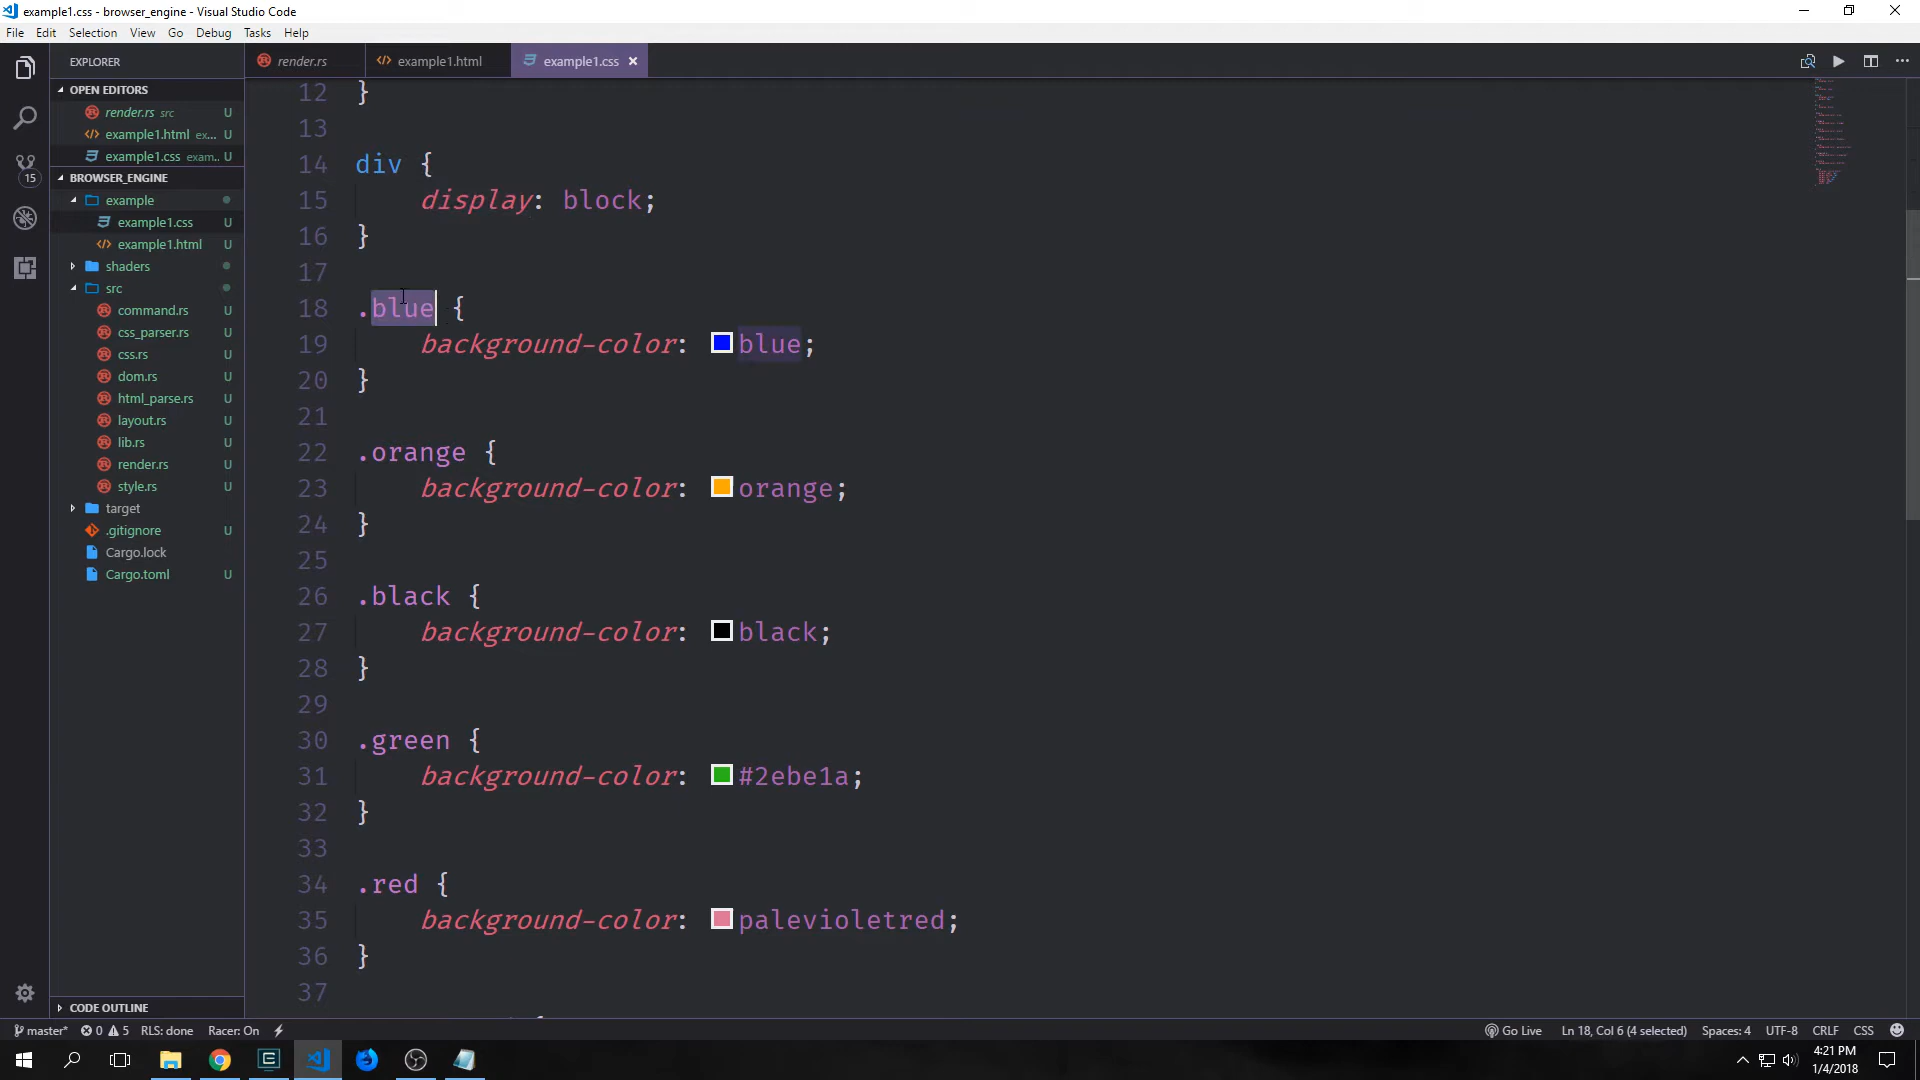 example1.css - browser_engine - Visual Studio Code
File Edit Selection View Go Debug Tasks Help
EXPLORER
render.rs
example1.html
example1.css
OPEN EDITORS
render.rs src U
example1.html ex... U
example1.css exam... U
15
BROWSER_ENGINE
example
example1.css U
example1.html U
shaders
src
command.rs U
css_parser.rs U
css.rs U
dom.rs U
html_parse.rs U
layout.rs U
lib.rs U
render.rs U
style.rs U
target
.gitignore U
Cargo.lock
Cargo.toml U
CODE OUTLINE
12 }
13
14 div {
15 display: block;
16 }
17
18 .blue {
19 background-color: blue;
20 }
21
22 .orange {
23 background-color: orange;
24 }
25
26 .black {
27 background-color: black;
28 }
29
30 .green {
31 background-color: #2ebe1a;
32 }
33
34 .red {
35 background-color: palevioletred;
36 }
37
master* 0 5 RLS: done Racer: On
Go Live Ln 18, Col 6 (4 selected) Spaces: 4 UTF-8 CRLF CSS
4:21 PM
1/4/2018